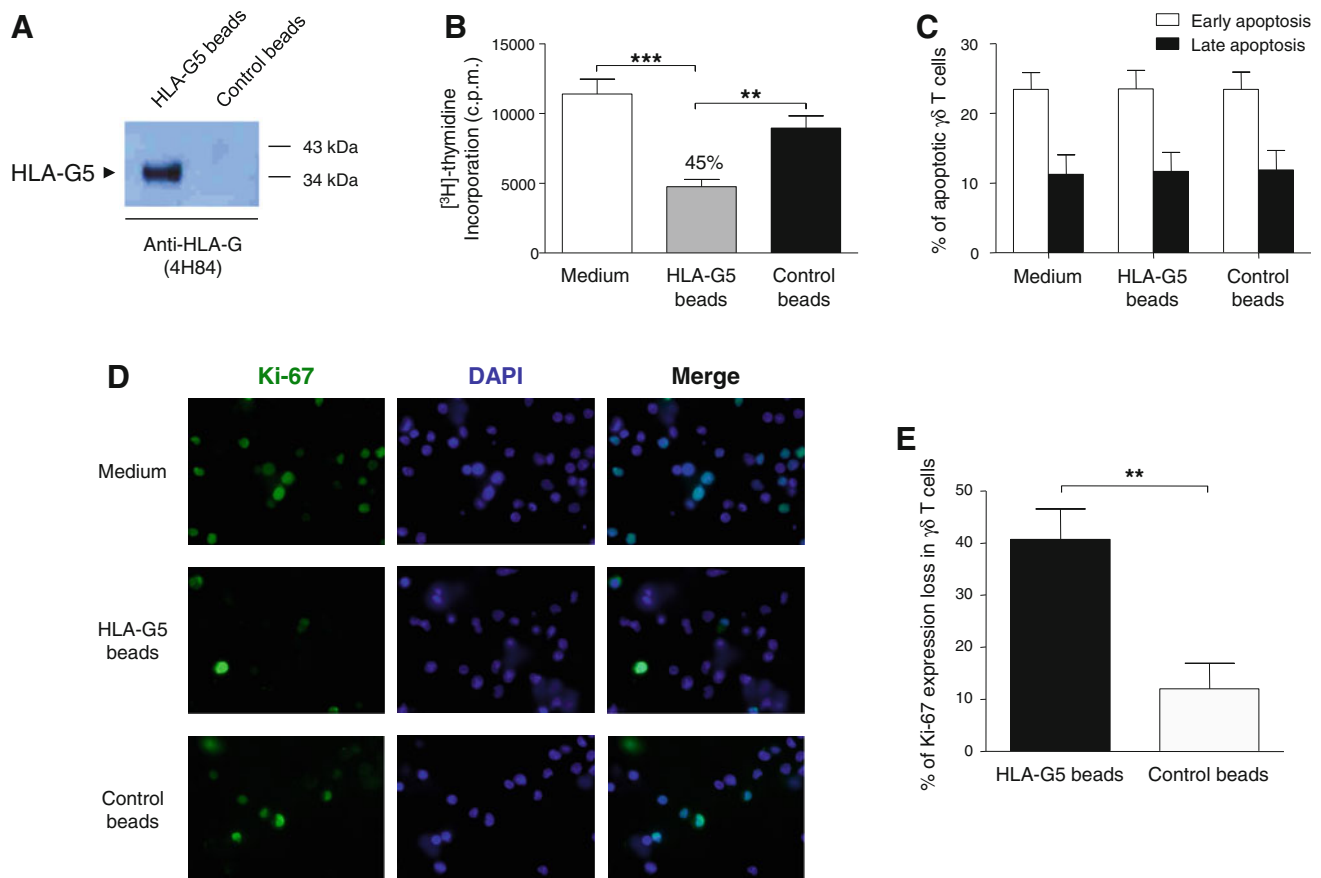 A
HLA-G5 beads
Control beads
43 kDa
HLA-G5
34 kDa
Anti-HLA-G
(4H84)
B
[³H]-thymidine
Incorporation (c.p.m.)
15000
10000
5000
0
***
**
45%
Medium
HLA-G5
beads
Control
beads
C
Early apoptosis
Late apoptosis
% of apoptotic γδ T cells
30
20
10
0
Medium
HLA-G5
beads
Control
beads
D
Ki-67
DAPI
Merge
Medium
HLA-G5
beads
Control
beads
E
% of Ki-67 expression loss in γδ T cells
50
40
30
20
10
0
**
HLA-G5 beads
Control beads